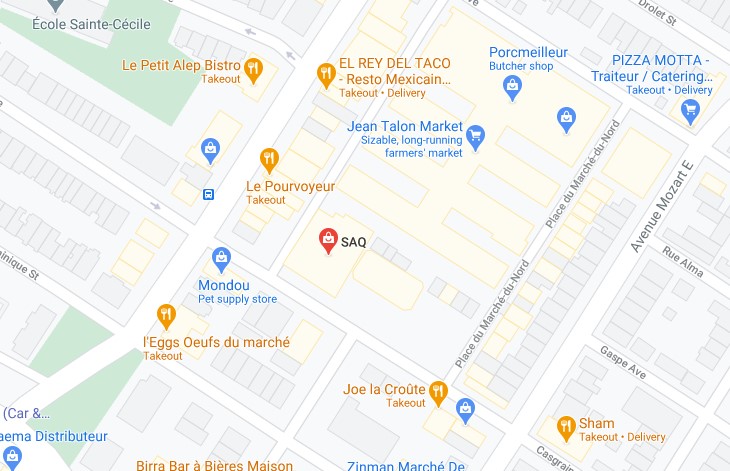 Drolet St
École Sainte-Cécile
Ruelle
Le Petit Alep Bistro
Takeout
EL REY DEL TACO
- Resto Mexicain...
Takeout • Delivery
Porcmeilleur
Butcher shop
PIZZA MOTTA -
Traiteur / Catering...
Takeout • Delivery
Jean Talon Market
Sizable, long-running
farmers' market
Place du Marché-du-Nord
Avenue Mozart E
Le Pourvoyeur
Takeout
SAQ
Rue Alma
Mondou
Pet supply store
inique St
Place du Marché-du-Nord
l'Eggs Oeufs du marché
Takeout
Gaspe Ave
Joe la Croûte
Takeout
(Car &...
aema Distributeur
Sham
Takeout • Delivery
Casgrain
Birra Bar à Bières Maison
Zinman Marché De